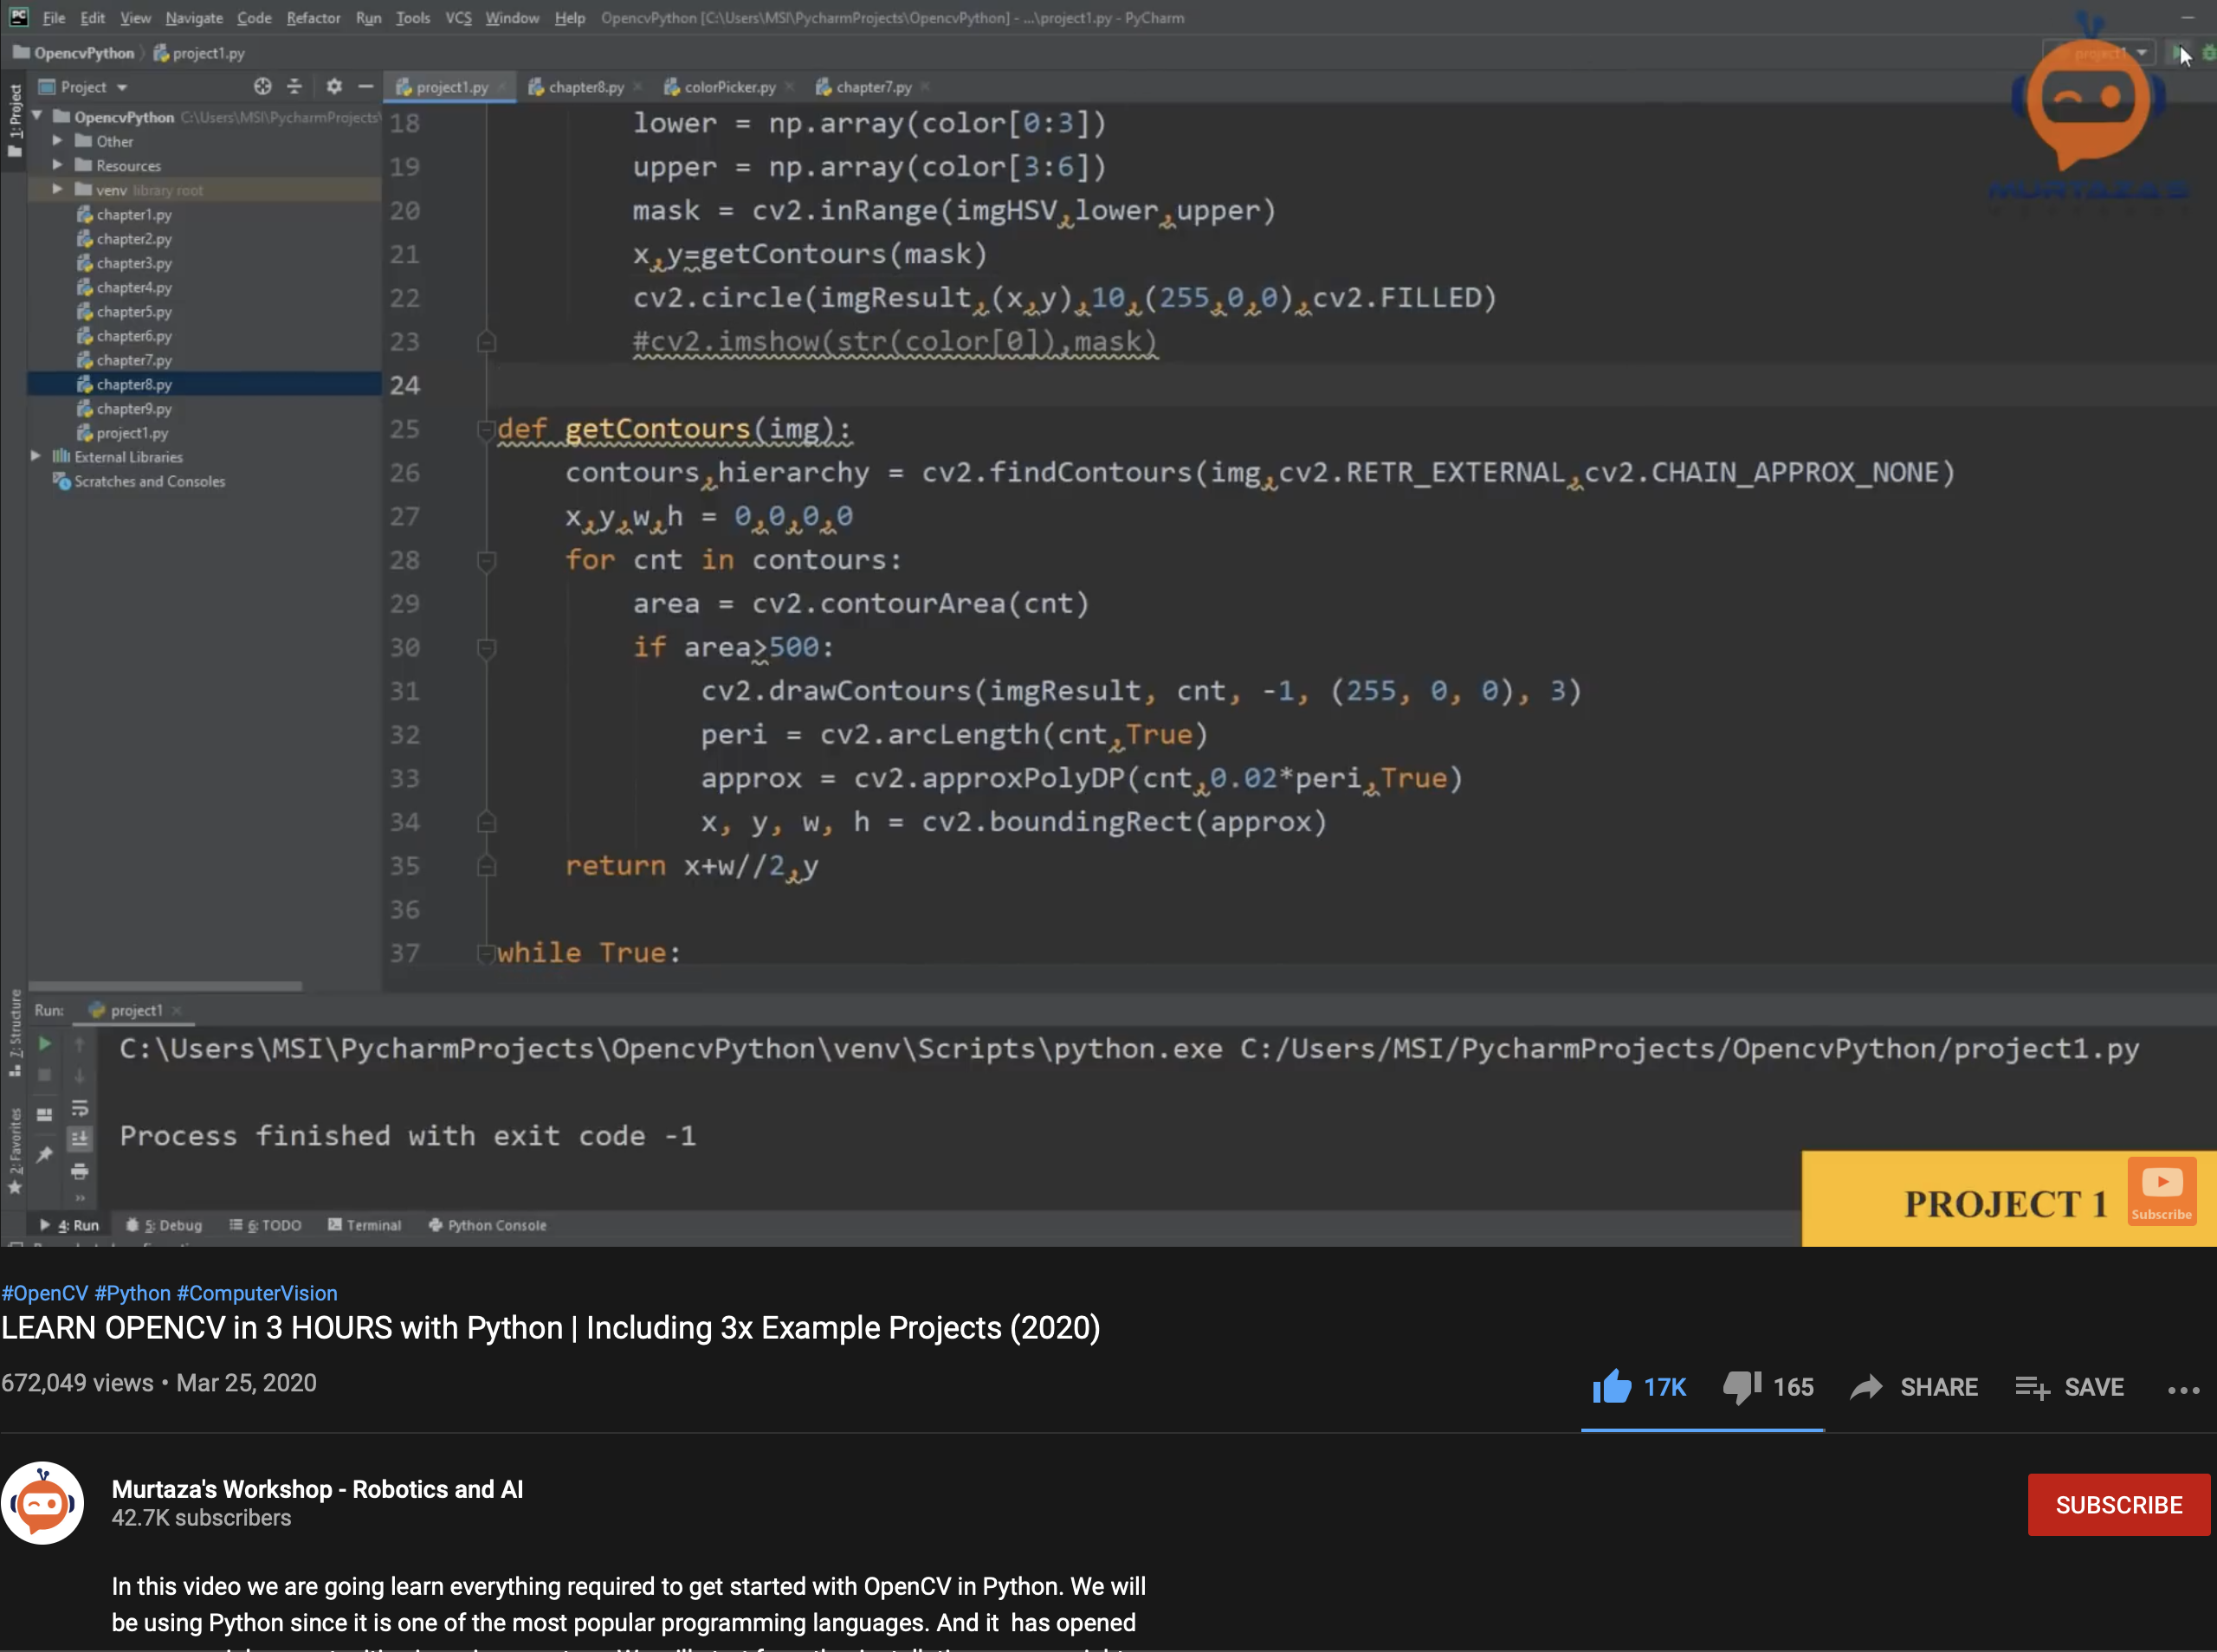 File Edit View Navigate Code Refactor Run Tools VCS Window Help OpencvPython [C:\Users\MSI\PycharmProjects\OpencvPython] - ...\project1.py - PyCharm
OpencvPython project1.py project1
1: Project
Project
project1.py chapter8.py colorPicker.py chapter7.py
OpencvPython C:\Users\MSI\PycharmProjects\
Other
Resources
venv library root
chapter1.py
chapter2.py
chapter3.py
chapter4.py
chapter5.py
chapter6.py
chapter7.py
chapter8.py
chapter9.py
project1.py
External Libraries
Scratches and Consoles
MURTAZA'S
18 lower = np.array(color[0:3])
19 upper = np.array(color[3:6])
20 mask = cv2.inRange(imgHSV,lower,upper)
21 x,y=getContours(mask)
22 cv2.circle(imgResult,(x,y),10,(255,0,0),cv2.FILLED)
23 #cv2.imshow(str(color[0]),mask)
24
25 def getContours(img):
26 contours,hierarchy = cv2.findContours(img,cv2.RETR_EXTERNAL,cv2.CHAIN_APPROX_NONE)
27 x,y,w,h = 0,0,0,0
28 for cnt in contours:
29 area = cv2.contourArea(cnt)
30 if area>500:
31 cv2.drawContours(imgResult, cnt, -1, (255, 0, 0), 3)
32 peri = cv2.arcLength(cnt,True)
33 approx = cv2.approxPolyDP(cnt,0.02*peri,True)
34 x, y, w, h = cv2.boundingRect(approx)
35 return x+w//2,y
36
37 while True:
7: Structure
2: Favorites
Run: project1
C:\Users\MSI\PycharmProjects\OpencvPython\venv\Scripts\python.exe C:/Users/MSI/PycharmProjects/OpencvPython/project1.py
Process finished with exit code -1
PROJECT 1
Subscribe
4: Run 5: Debug 6: TODO Terminal Python Console
#OpenCV #Python #ComputerVision
LEARN OPENCV in 3 HOURS with Python | Including 3x Example Projects (2020)
672,049 views • Mar 25, 2020
17K 165 SHARE SAVE
Murtaza's Workshop - Robotics and AI
42.7K subscribers
SUBSCRIBE
In this video we are going learn everything required to get started with OpenCV in Python. We will
be using Python since it is one of the most popular programming languages. And it has opened